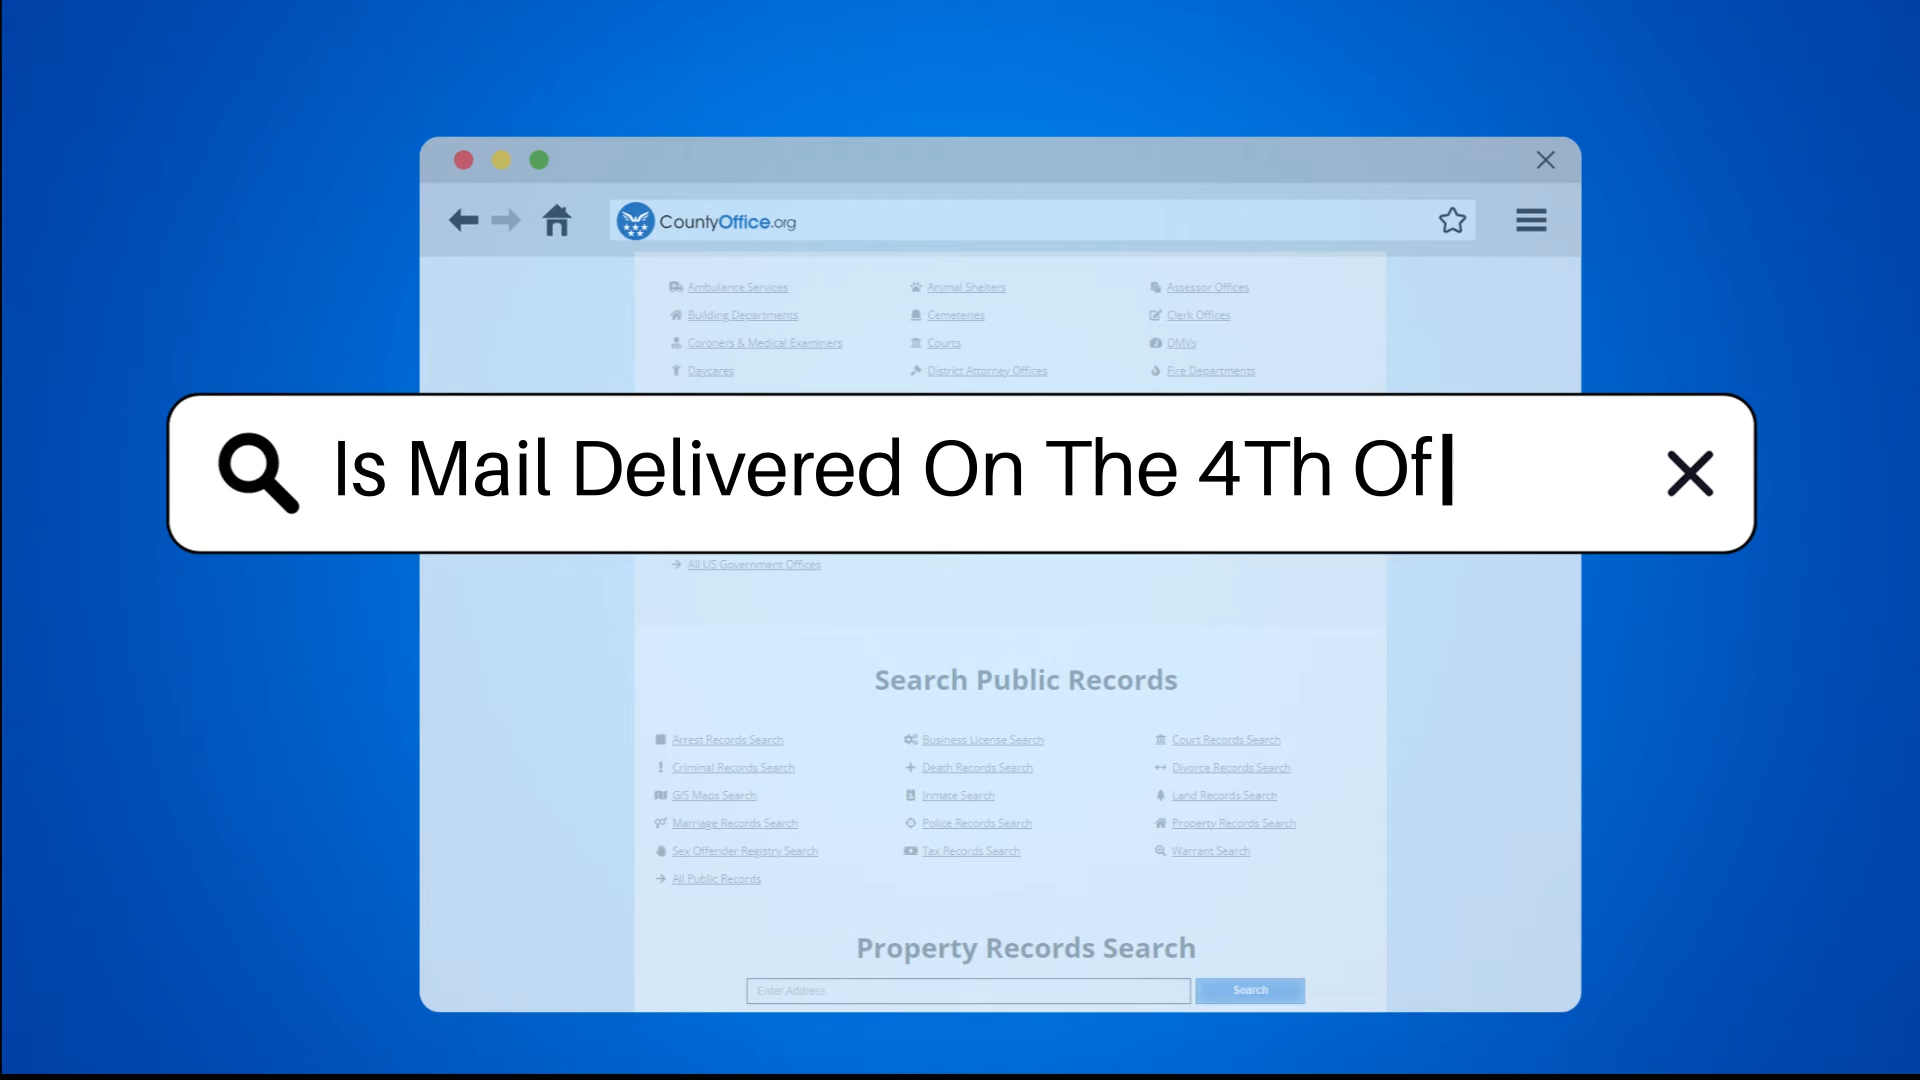 CountyOffice.org
Ambulance Services Animal Shelters Assessor Offices
Building Departments Cemeteries Clerk Offices
Coroners & Medical Examiners Courts DMVs
Daycares District Attorney Offices Fire Departments
Is Mail Delivered On The 4Th Of
All US Government Offices
Search Public Records
Arrest Records Search Business License Search Court Records Search
Criminal Records Search Death Records Search Divorce Records Search
GIS Maps Search Inmate Search Land Records Search
Marriage Records Search Police Records Search Property Records Search
Sex Offender Registry Search Tax Records Search Warrant Search
All Public Records
Property Records Search
Enter Address Search